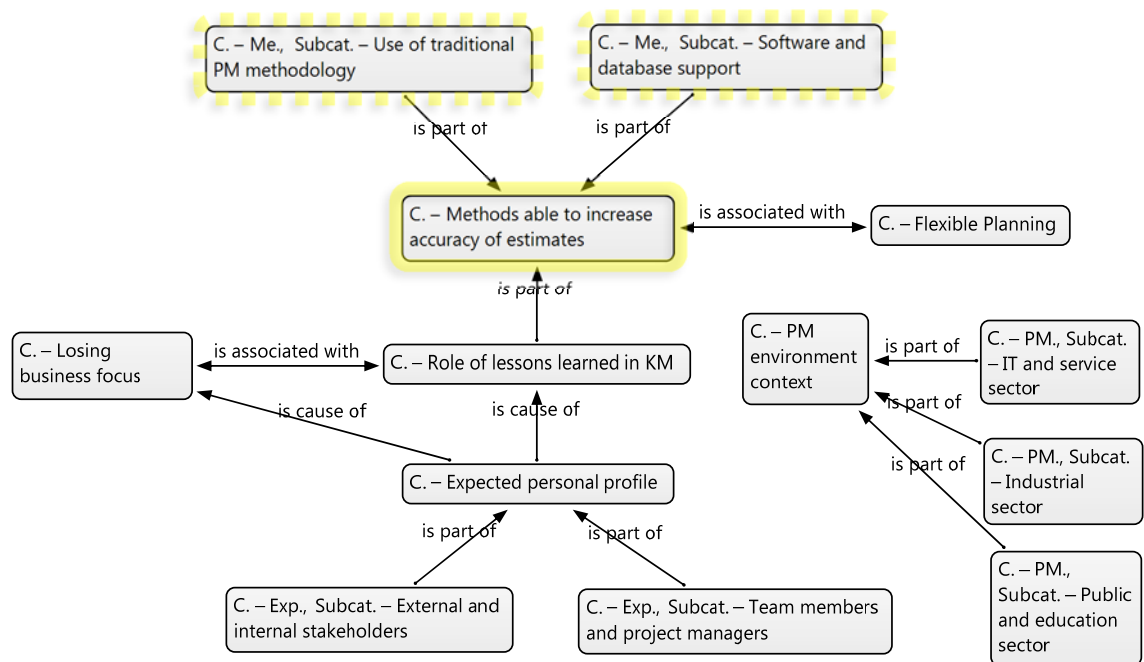 C. – Me., Subcat. – Use of traditional
PM methodology
C. – Me., Subcat. – Software and
database support
is part of
is part of
C. – Methods able to increase
accuracy of estimates
is associated with
C. – Flexible Planning
is part of
C. – Losing
business focus
is associated with
C. – Role of lessons learned in KM
C. – PM
environment
context
is part of
C. – PM., Subcat.
– IT and service
sector
is cause of
is cause of
is part of
C. – PM., Subcat.
– Industrial
sector
is part of
C. – Expected personal profile
is part of
is part of
C. – Exp., Subcat. – External and
internal stakeholders
C. – Exp., Subcat. – Team members
and project managers
C. – PM.,
Subcat. – Public
and education
sector